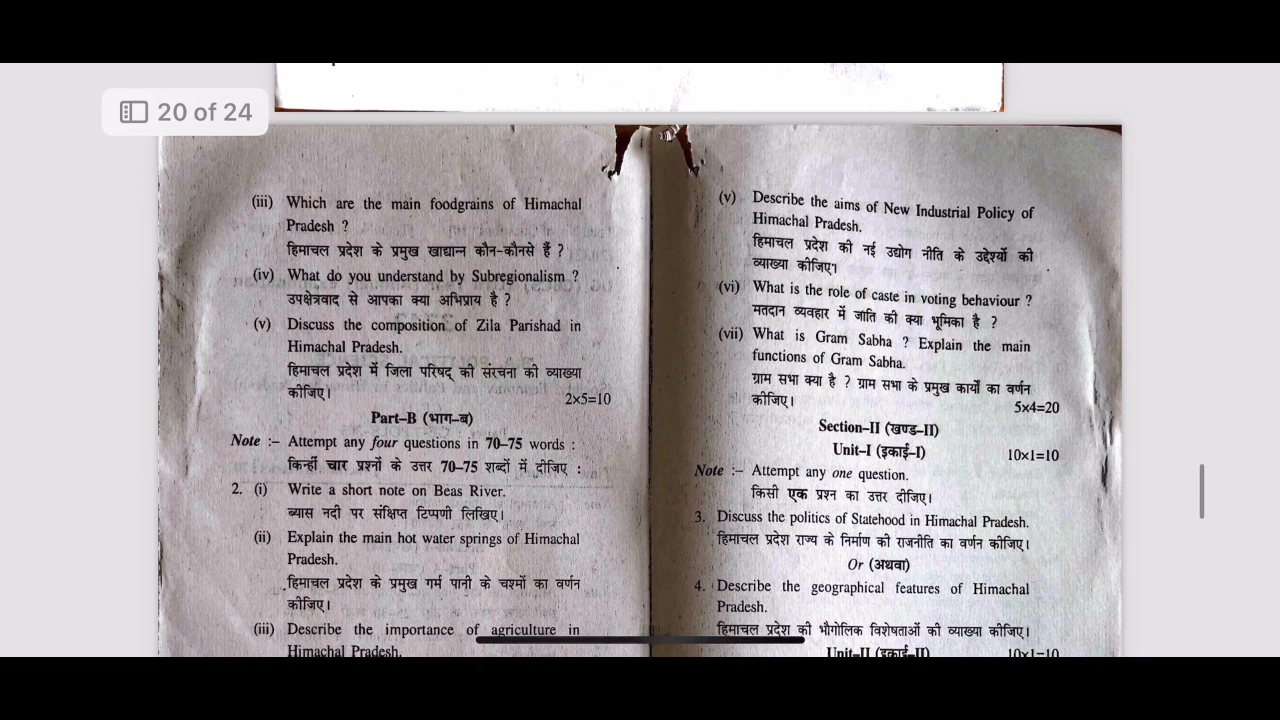 20 of 24
(iii) Which are the main foodgrains of Himachal
Pradesh ?
हिमाचल प्रदेश के प्रमुख खाद्यान्न कौन-कौनसे हैं ?
(iv) What do you understand by Subregionalism ?
उपक्षेत्रवाद से आपका क्या अभिप्राय है ?
(v) Discuss the composition of Zila Parishad in
Himachal Pradesh.
हिमाचल प्रदेश में जिला परिषद् की संरचना की व्याख्या
कीजिए।
2×5=10
Part–B (भाग–ब)
Note :– Attempt any four questions in 70–75 words :
किन्हीं चार प्रश्नों के उत्तर 70–75 शब्दों में दीजिए :
2. (i) Write a short note on Beas River.
ब्यास नदी पर संक्षिप्त टिप्पणी लिखिए।
(ii) Explain the main hot water springs of Himachal
Pradesh.
हिमाचल प्रदेश के प्रमुख गर्म पानी के चश्मों का वर्णन
कीजिए।
(iii) Describe the importance of agriculture in
Himachal Pradesh.
(v) Describe the aims of New Industrial Policy of
Himachal Pradesh.
हिमाचल प्रदेश की नई उद्योग नीति के उद्देश्यों की
व्याख्या कीजिए।
(vi) What is the role of caste in voting behaviour ?
मतदान व्यवहार में जाति की क्या भूमिका है ?
(vii) What is Gram Sabha ? Explain the main
functions of Gram Sabha.
ग्राम सभा क्या है ? ग्राम सभा के प्रमुख कार्यों का वर्णन
कीजिए।
5×4=20
Section–II (खण्ड–II)
Unit–I (इकाई–I) 10×1=10
Note :– Attempt any one question.
किसी एक प्रश्न का उत्तर दीजिए।
3. Discuss the politics of Statehood in Himachal Pradesh.
हिमाचल प्रदेश राज्य के निर्माण की राजनीति का वर्णन कीजिए।
Or (अथवा)
4. Describe the geographical features of Himachal
Pradesh.
हिमाचल प्रदेश की भौगोलिक विशेषताओं की व्याख्या कीजिए।
Unit–II (इकाई–II) 10×1=10